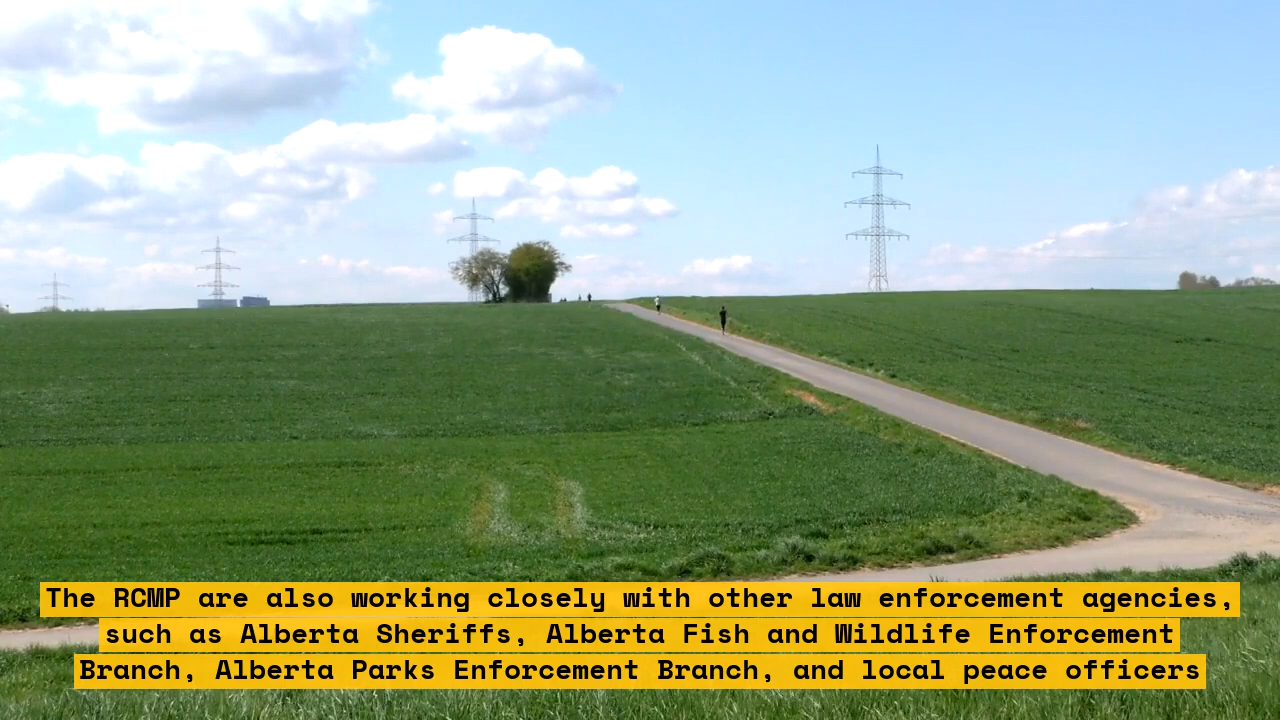 The RCMP are also working closely with other law enforcement agencies,
such as Alberta Sheriffs, Alberta Fish and Wildlife Enforcement
Branch, Alberta Parks Enforcement Branch, and local peace officers